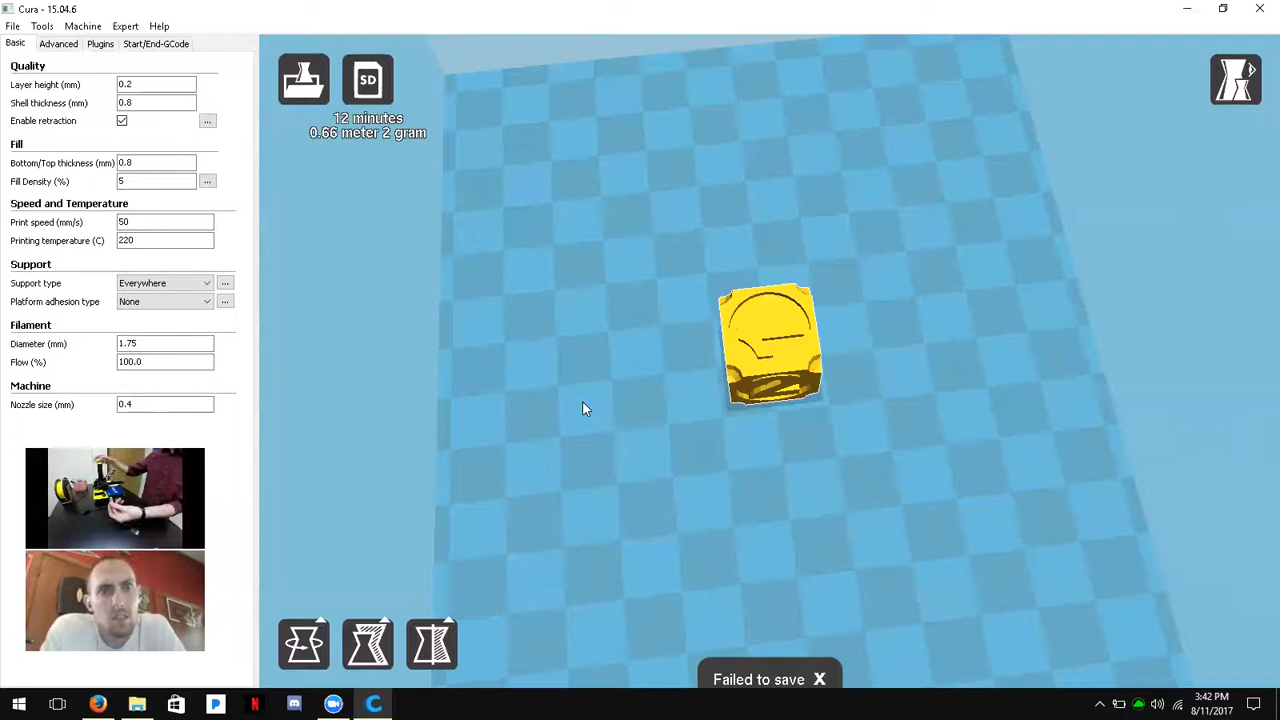 Cura - 15.04.6
File Tools Machine Expert Help
Basic Advanced Plugins Start/End-GCode
Quality
Layer height (mm) 0.2
Shell thickness (mm) 0.8
Enable retraction ...
Fill
Bottom/Top thickness (mm) 0.8
Fill Density (%) 5 ...
Speed and Temperature
Print speed (mm/s) 50
Printing temperature (C) 220
Support
Support type Everywhere ...
Platform adhesion type None ...
Filament
Diameter (mm) 1.75
Flow (%) 100.0
Machine
Nozzle size (mm) 0.4
SD
12 minutes
0.66 meter 2 gram
Failed to save X
3:42 PM
8/11/2017